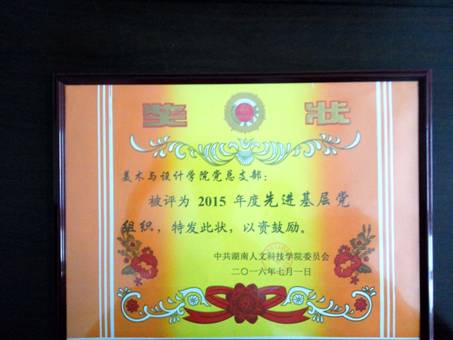 奖 状
美术与设计学院党总支部：
被评为 2015 年度先进基层党
组织，特发此状，以资鼓励。
中共湖南人文科技学院委员会
二〇一六年七月一日